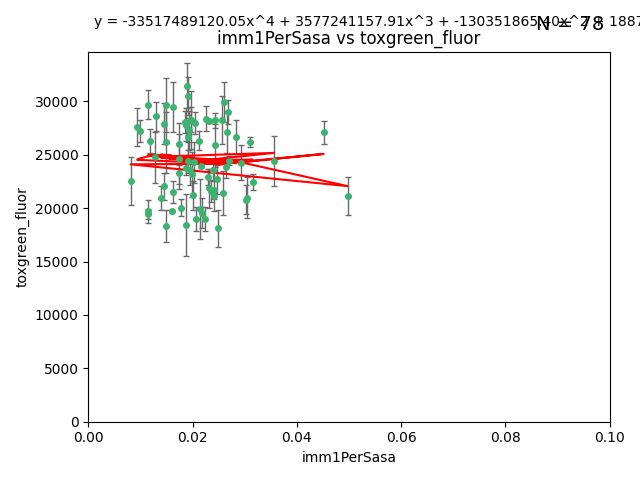 y = -33517489120.05x^4 + 3577241157.91x^3 +
N = 78
imm1PerSasa vs toxgreen_fluor
toxgreen_fluor
30000
25000
20000
15000
10000
5000
0
0.00 0.02 0.04 0.06 0.08 0.10
imm1PerSasa